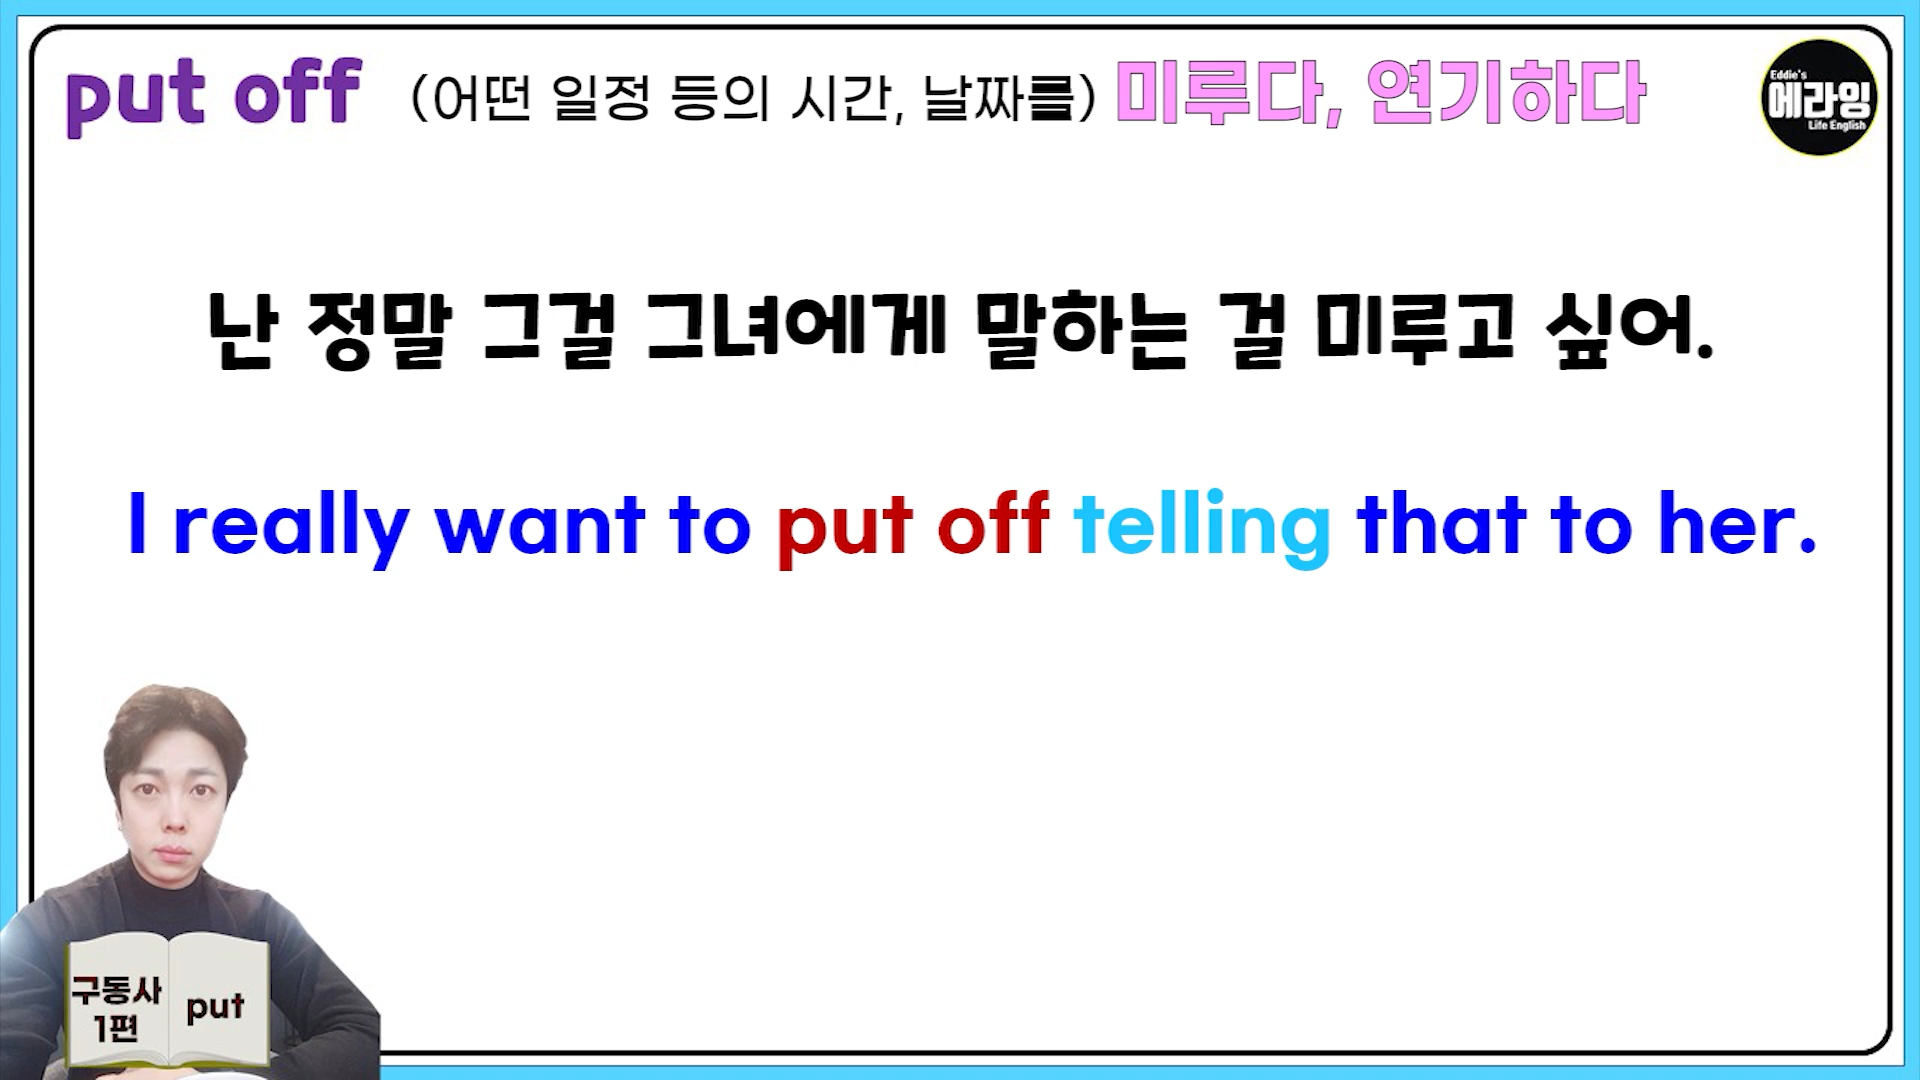 put off (어떤 일정 등의 시간, 날짜를) 미루다, 연기하다
Eddie's
에라잉
Life English
난 정말 그걸 그녀에게 말하는 걸 미루고 싶어.
I really want to put off telling that to her.
구동사
1편
put